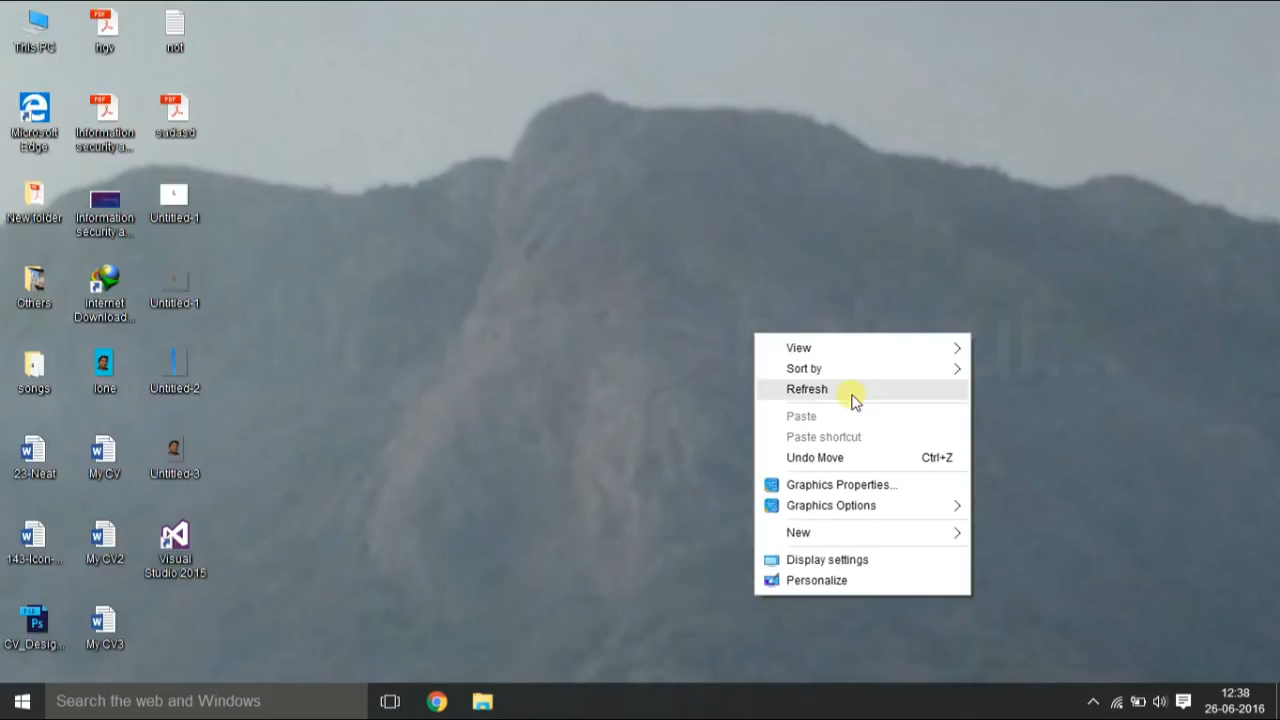 This PC
hgv
not
Microsoft
Edge
Information
security a...
sadasd
New folder
Information
security a...
Untitled-1
Others
Internet
Download...
Untitled-1
songs
lone
Untitled-2
23-Neat
My CV
Untitled-3
143-Icon-...
My CV2
Visual
Studio 2015
CV_Desig...
My CV3
View
Sort by
Refresh
Paste
Paste shortcut
Undo Move Ctrl+Z
Graphics Properties...
Graphics Options
New
Display settings
Personalize
Search the web and Windows
12:38
26-06-2016